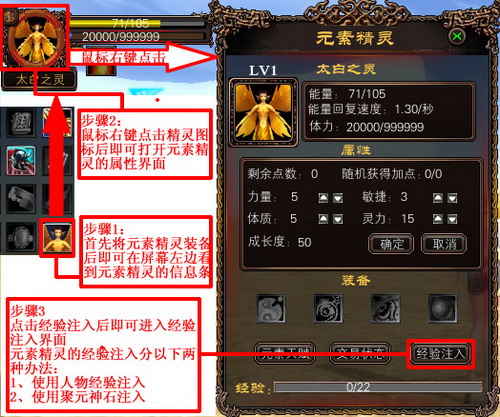 71/105
20000/999999
鼠标右键点击
太白之灵
步骤2:
鼠标右键点击精灵图
标后即可打开元素精
灵的属性界面
步骤1:
首先将元素精灵装备
后即可在屏幕左边看
到元素精灵的信息条
步骤3
点击经验注入后即可进入经验
注入界面
元素精灵的经验注入分以下两
种办法:
1、使用人物经验注入
2、使用聚元神石注入
元素精灵
LV1 太白之灵
能量: 71/105
能量回复速度: 1.30/秒
体力: 20000/999999
属性
剩余点数: 0 随机获得加点: 0/0
力量: 5 敏捷: 3
体质: 5 灵力: 15
成长度: 50 确定 取消
装备
元素天赋 交易状态 经验注入
经验: 0/22